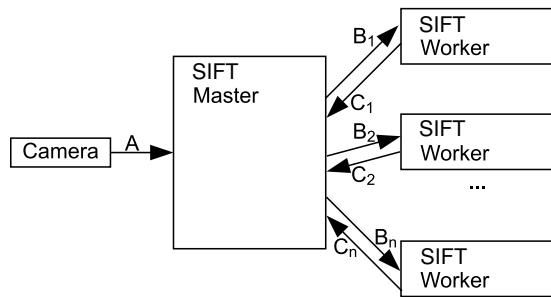 Camera
A
SIFT
Master
B₁
C₁
SIFT
Worker
B₂
C₂
SIFT
Worker
...
Bₙ
Cₙ
SIFT
Worker